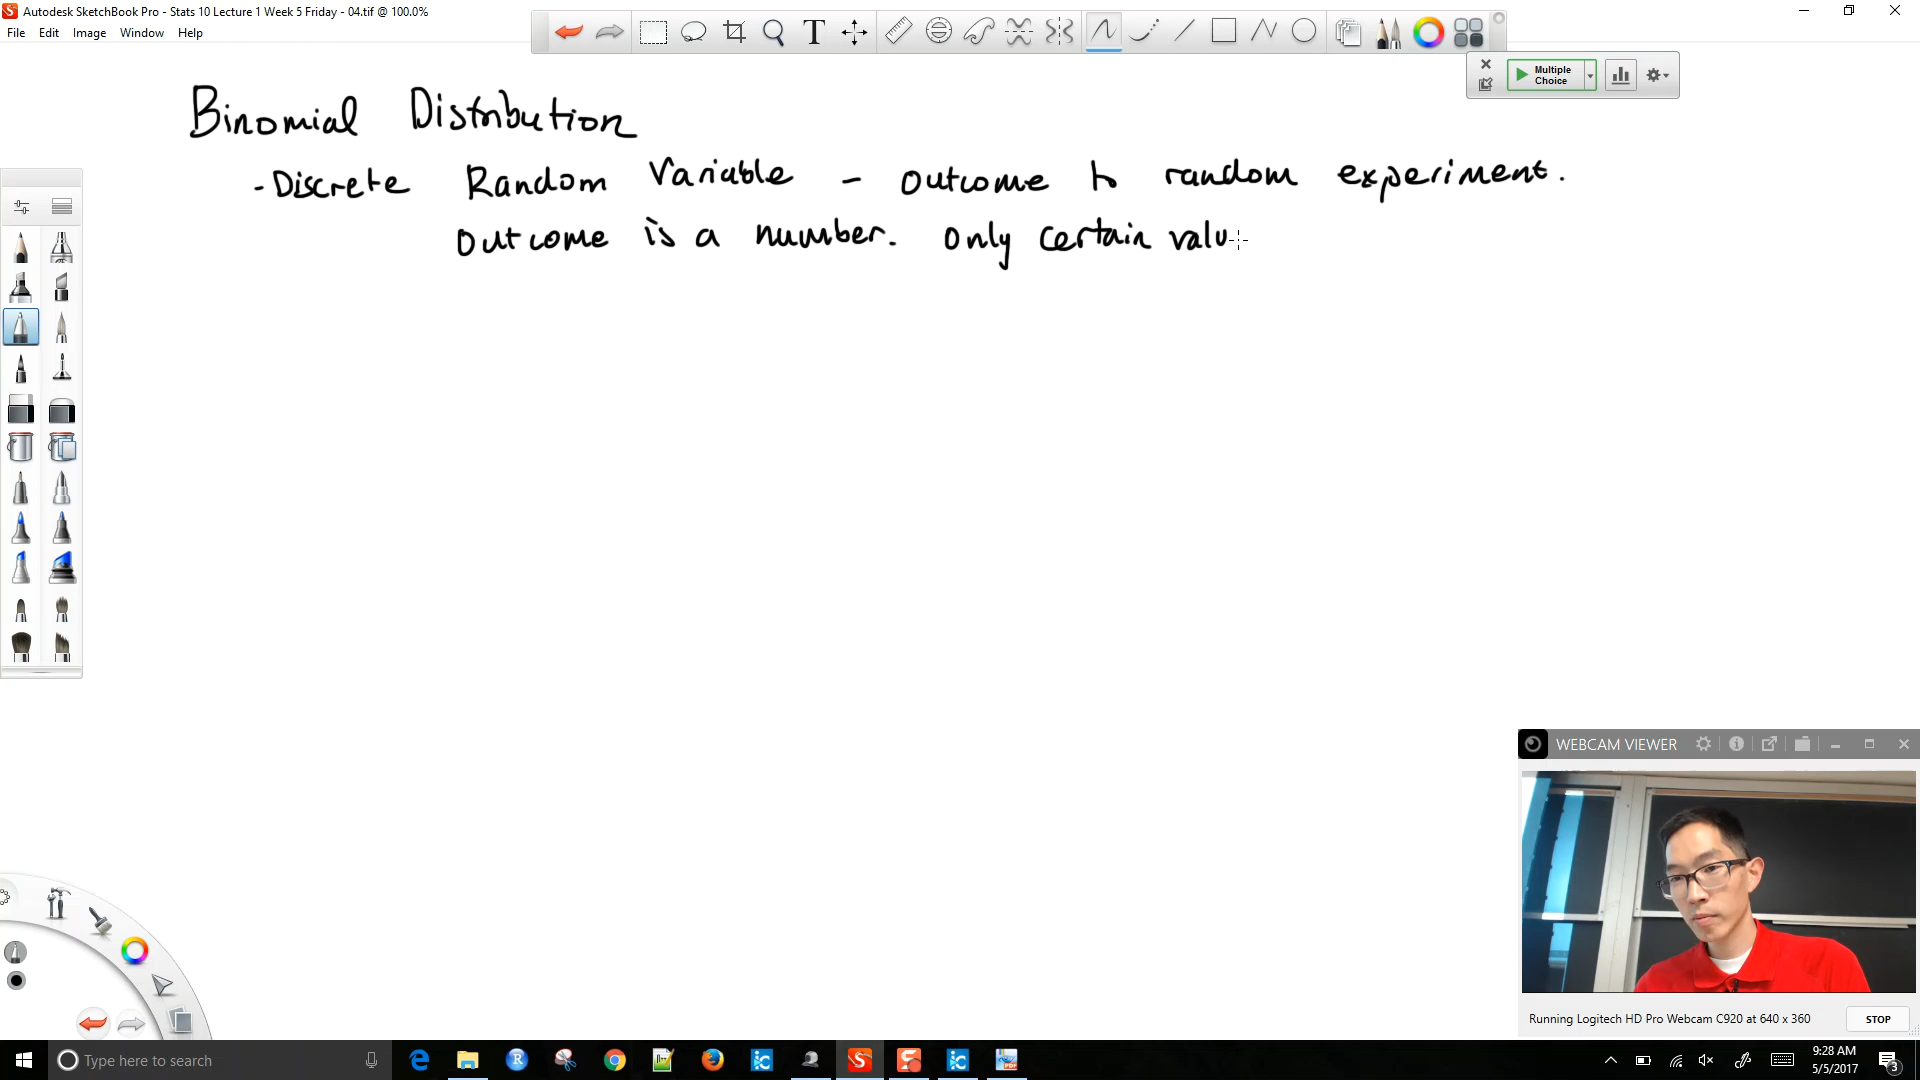 Autodesk SketchBook Pro - Stats 10 Lecture 1 Week 5 Friday - 04.tif @ 100.0%
File Edit Image Window Help
Multiple
Choice
Binomial Distribution
- Discrete Random Variable - outcome to random experiment.
outcome is a number. only certain valu
WEBCAM VIEWER
Running Logitech HD Pro Webcam C920 at 640 x 360
STOP
Type here to search
9:28 AM
5/5/2017
3